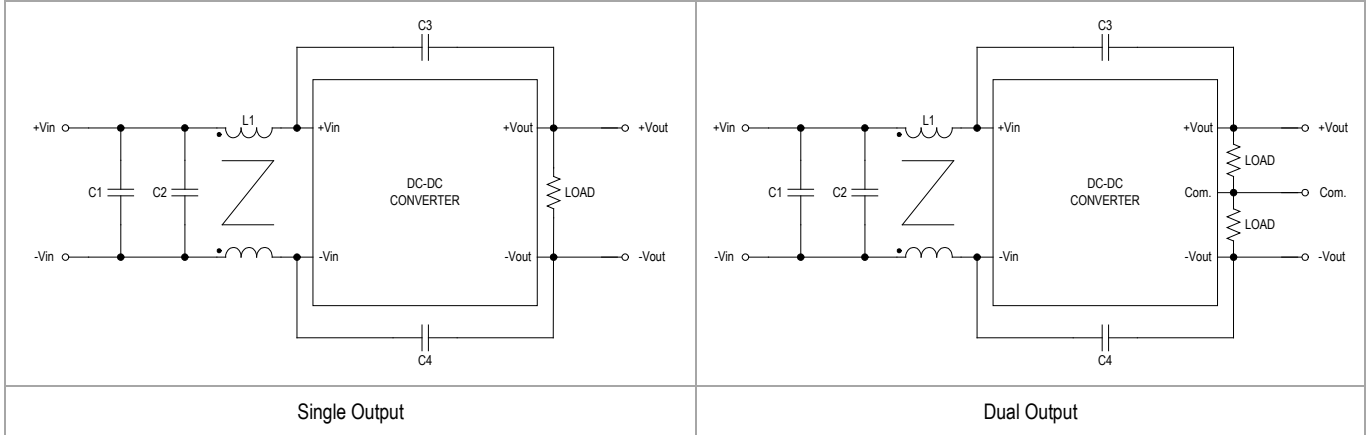 C3
+Vin
L1
+Vin
+Vout
+Vout
C1
C2
DC-DC
CONVERTER
LOAD
-Vin
-Vin
-Vout
-Vout
C4
Single Output
C3
+Vin
L1
+Vin
+Vout
+Vout
LOAD
C1
C2
DC-DC
CONVERTER
Com.
Com.
LOAD
-Vin
-Vin
-Vout
-Vout
C4
Dual Output